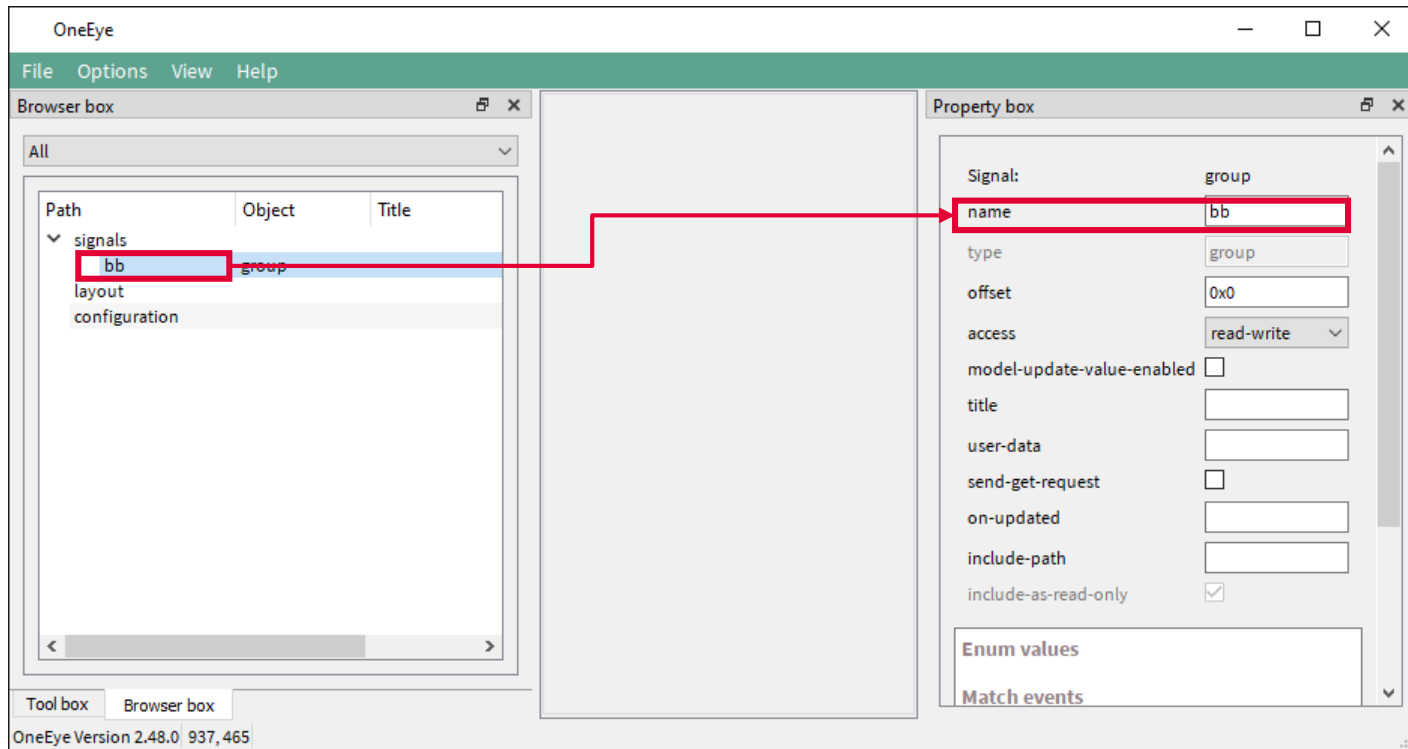 OneEye
File Options View Help
Browser box
All
Path Object Title
signals
bb group
layout
configuration
Tool box Browser box
OneEye Version 2.48.0 937, 465
Property box
Signal: group
name bb
type group
offset 0x0
access read-write
model-update-value-enabled
title
user-data
send-get-request
on-updated
include-path
include-as-read-only
Enum values
Match events